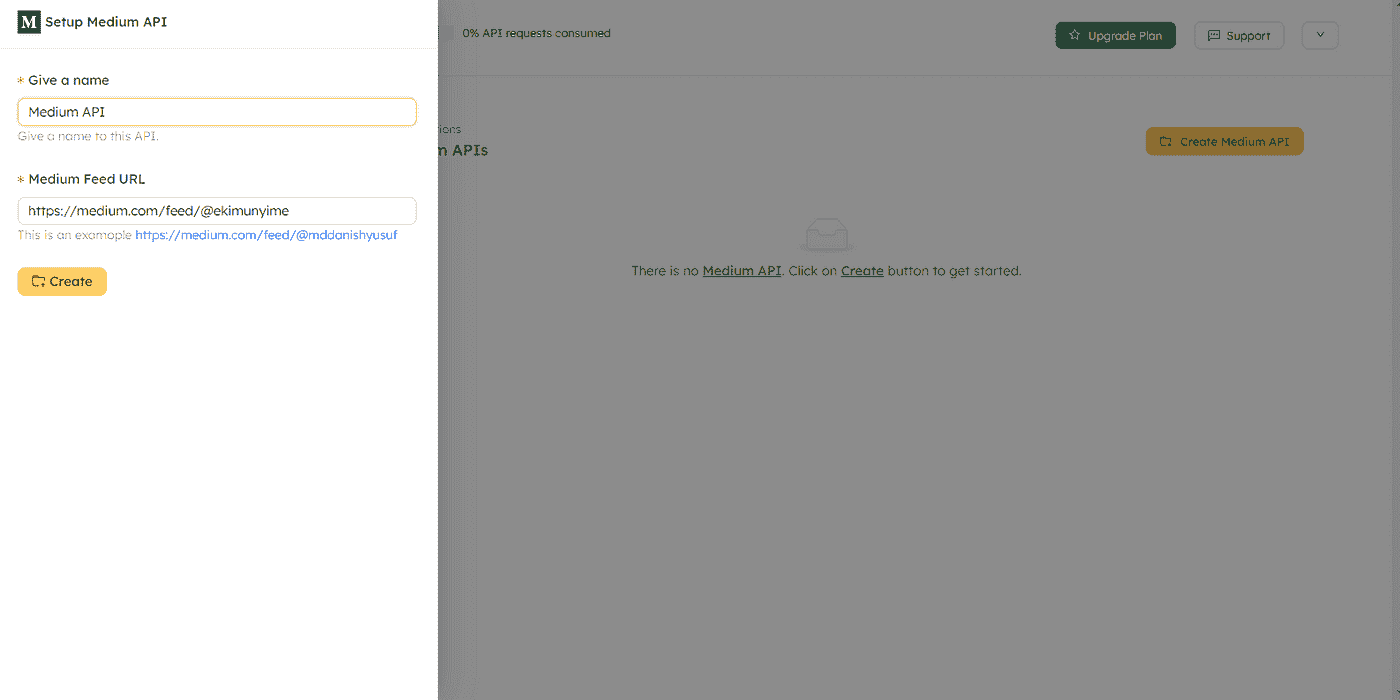 M Setup Medium API
* Give a name
Medium API
Give a name to this API.
* Medium Feed URL
https://medium.com/feed/@ekimunyime
This is an examople https://medium.com/feed/@mddanishyusuf
Create
0% API requests consumed
Upgrade Plan
Support
APIs
Create Medium API
There is no Medium API. Click on Create button to get started.